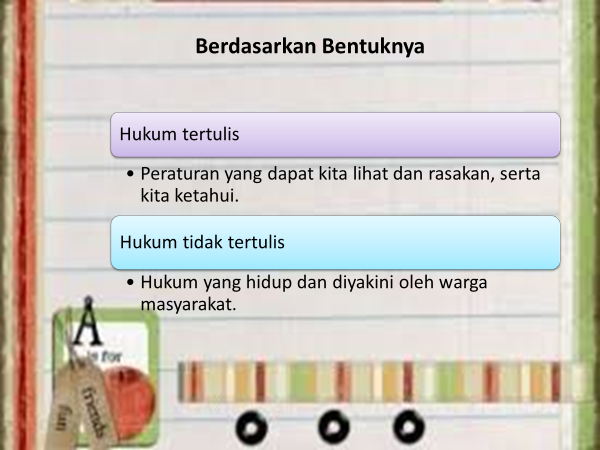 Berdasarkan Bentuknya
Hukum tertulis
• Peraturan yang dapat kita lihat dan rasakan, serta
kita ketahui.
Hukum tidak tertulis
• Hukum yang hidup dan diyakini oleh warga
masyarakat.
A
is for
friends
fun